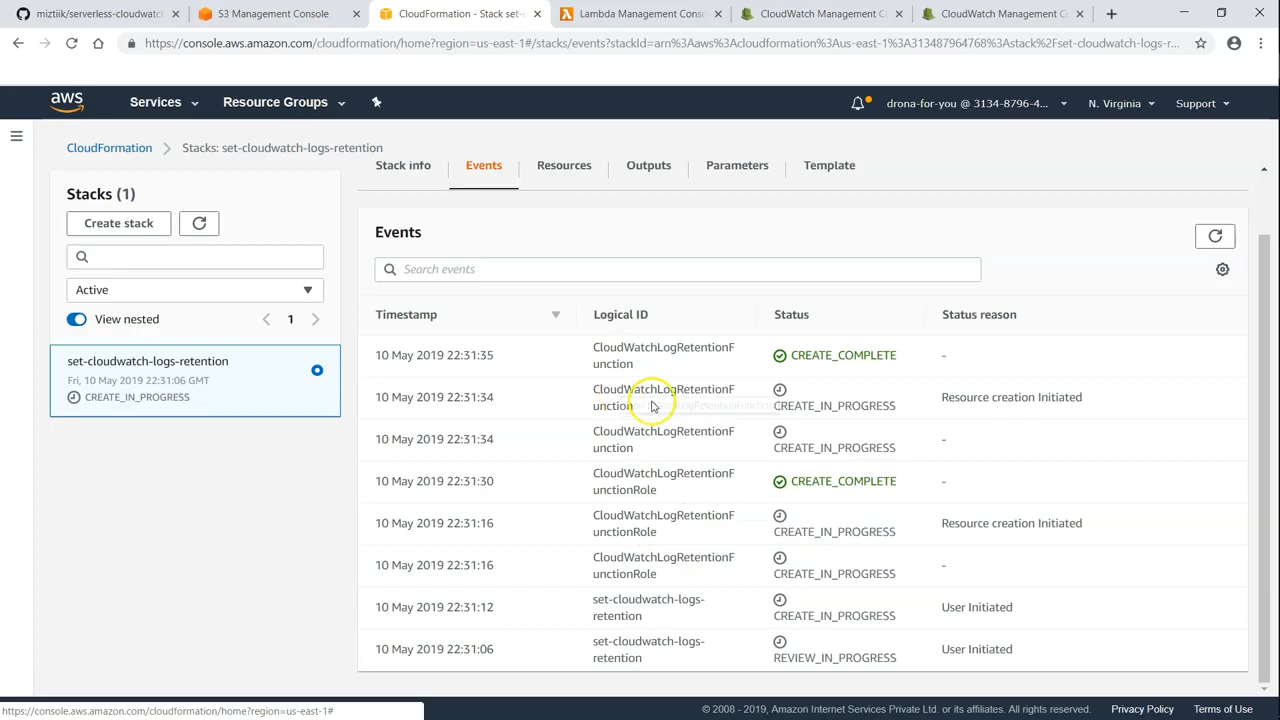 miztiik/serverless-cloudwatch
S3 Management Console
CloudFormation - Stack set-
Lambda Management Conso
CloudWatch Management C
CloudWatch Management C
https://console.aws.amazon.com/cloudformation/home?region=us-east-1#/stacks/events?stackId=arn%3Aaws%3Acloudformation%3Aus-east-1%3A313487964768%3Astack%2Fset-cloudwatch-logs-r...
aws
Services
Resource Groups
drona-for-you @ 3134-8796-4...
N. Virginia
Support
CloudFormation
Stacks: set-cloudwatch-logs-retention
Stacks (1)
Create stack
Active
View nested
1
set-cloudwatch-logs-retention
Fri, 10 May 2019 22:31:06 GMT
CREATE_IN_PROGRESS
Stack info
Events
Resources
Outputs
Parameters
Template
Events
Search events
Timestamp
Logical ID
Status
Status reason
10 May 2019 22:31:35
CloudWatchLogRetentionF
unction
CREATE_COMPLETE
-
10 May 2019 22:31:34
CloudWatchLogRetentionF
unction
CREATE_IN_PROGRESS
Resource creation Initiated
10 May 2019 22:31:34
CloudWatchLogRetentionF
unction
CREATE_IN_PROGRESS
-
10 May 2019 22:31:30
CloudWatchLogRetentionF
unctionRole
CREATE_COMPLETE
-
10 May 2019 22:31:16
CloudWatchLogRetentionF
unctionRole
CREATE_IN_PROGRESS
Resource creation Initiated
10 May 2019 22:31:16
CloudWatchLogRetentionF
unctionRole
CREATE_IN_PROGRESS
-
10 May 2019 22:31:12
set-cloudwatch-logs-
retention
CREATE_IN_PROGRESS
User Initiated
10 May 2019 22:31:06
set-cloudwatch-logs-
retention
REVIEW_IN_PROGRESS
User Initiated
https://console.aws.amazon.com/cloudformation/home?region=us-east-1#
© 2008 - 2019, Amazon Internet Services Private Ltd. or its affiliates. All rights reserved.
Privacy Policy
Terms of Use